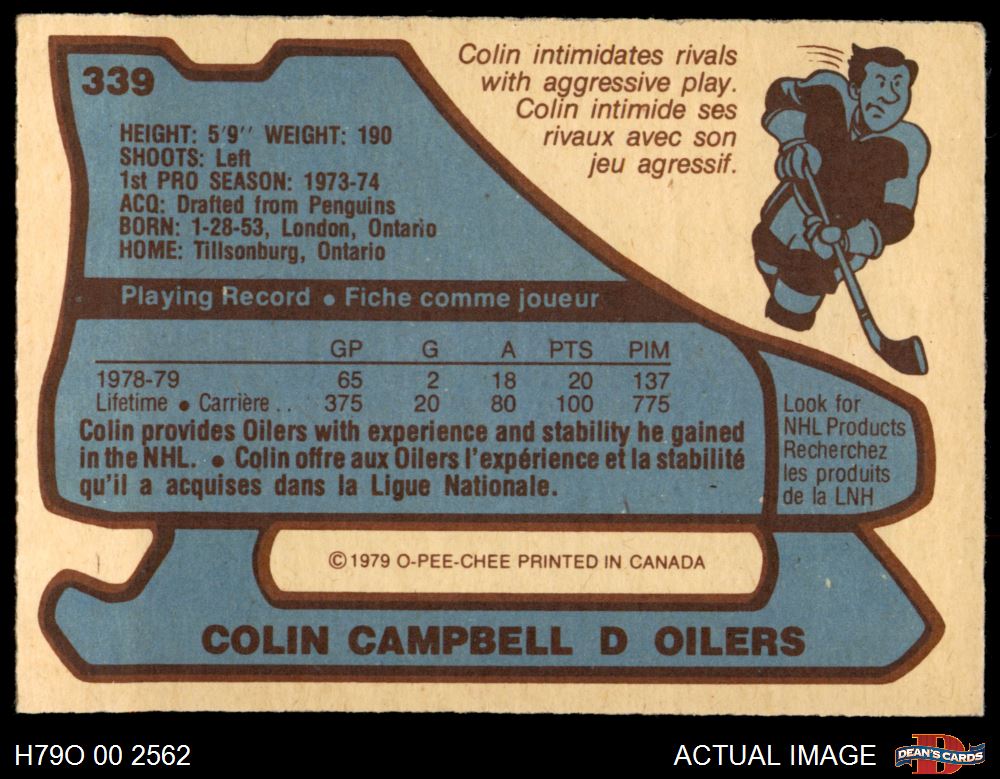 339
Colin intimidates rivals
with aggressive play.
Colin intimide ses
rivaux avec son
jeu agressif.
HEIGHT: 5'9'' WEIGHT: 190
SHOOTS: Left
1st PRO SEASON: 1973-74
ACQ: Drafted from Penguins
BORN: 1-28-53, London, Ontario
HOME: Tillsonburg, Ontario
Playing Record • Fiche comme joueur
GP G A PTS PIM
1978-79 65 2 18 20 137
Lifetime • Carrière .. 375 20 80 100 775
Colin provides Oilers with experience and stability he gained
in the NHL. • Colin offre aux Oilers l'expérience et la stabilité
qu'il a acquises dans la Ligue Nationale.
Look for
NHL Products
Recherchez
les produits
de la LNH
©1979 O-PEE-CHEE PRINTED IN CANADA
COLIN CAMPBELL D OILERS
H79O 00 2562
ACTUAL IMAGE
DEAN'S CARDS